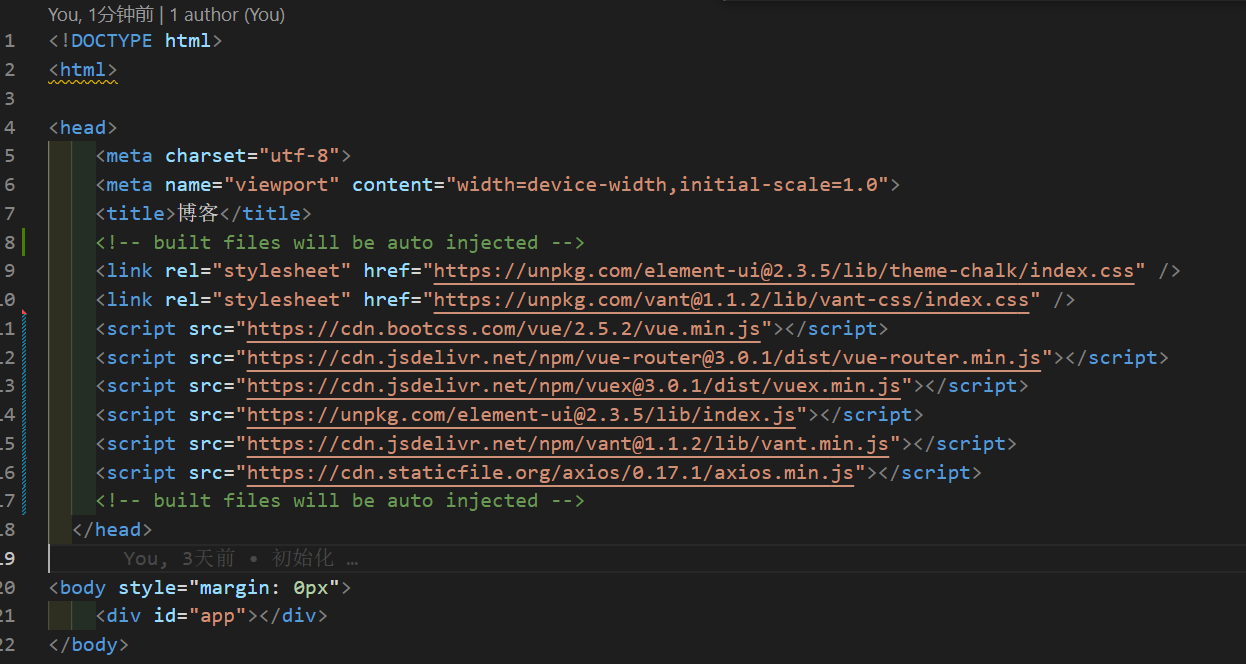 You, 1分钟前 | 1 author (You)
1 <!DOCTYPE html>
2 <html>
3
4 <head>
5 <meta charset="utf-8">
6 <meta name="viewport" content="width=device-width,initial-scale=1.0">
7 <title>博客</title>
8 <!-- built files will be auto injected -->
9 <link rel="stylesheet" href="https://unpkg.com/element-ui@2.3.5/lib/theme-chalk/index.css" />
10 <link rel="stylesheet" href="https://unpkg.com/vant@1.1.2/lib/vant-css/index.css" />
11 <script src="https://cdn.bootcss.com/vue/2.5.2/vue.min.js"></script>
12 <script src="https://cdn.jsdelivr.net/npm/vue-router@3.0.1/dist/vue-router.min.js"></script>
13 <script src="https://cdn.jsdelivr.net/npm/vuex@3.0.1/dist/vuex.min.js"></script>
14 <script src="https://unpkg.com/element-ui@2.3.5/lib/index.js"></script>
15 <script src="https://cdn.jsdelivr.net/npm/vant@1.1.2/lib/vant.min.js"></script>
16 <script src="https://cdn.staticfile.org/axios/0.17.1/axios.min.js"></script>
17 <!-- built files will be auto injected -->
18 </head>
19 You, 3天前 • 初始化 …
20 <body style="margin: 0px">
21 <div id="app"></div>
22 </body>